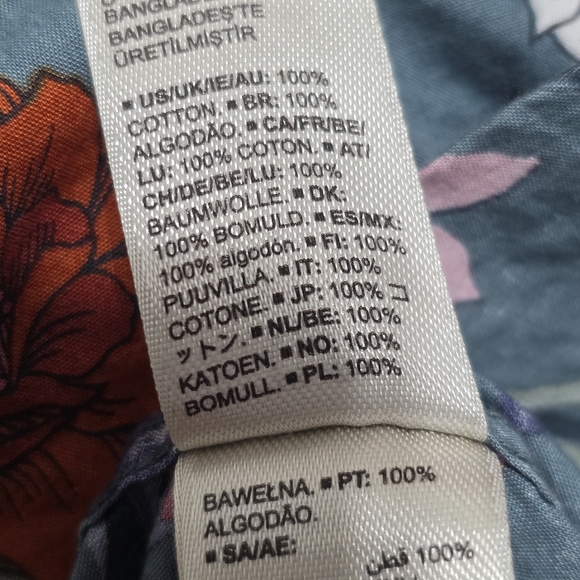 BANGLADEŞ'TE
ÜRETİLMİŞTİR
■ US/UK/IE/AU: 100%
COTTON. ■ BR: 100%
ALGODÃO. ■ CA/FR/BE/
LU: 100% COTON. ■ AT/
CH/DE/BE/LU: 100%
BAUMWOLLE. ■ DK:
100% BOMULD. ■ ES/MX:
100% algodón. ■ FI: 100%
PUUVILLA. ■ IT: 100%
COTONE. ■ JP: 100% コ
ットン. ■ NL/BE: 100%
KATOEN. ■ NO: 100%
BOMULL. ■ PL: 100%
BAWEŁNA. ■ PT: 100%
ALGODÃO.
■ SA/AE:
100% قطن